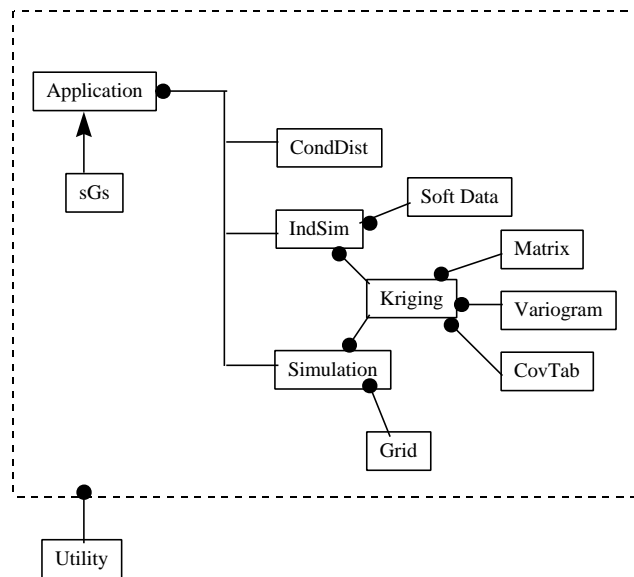 Application
sGs
CondDist
Soft Data
IndSim
Matrix
Kriging
Variogram
Simulation
CovTab
Grid
Utility